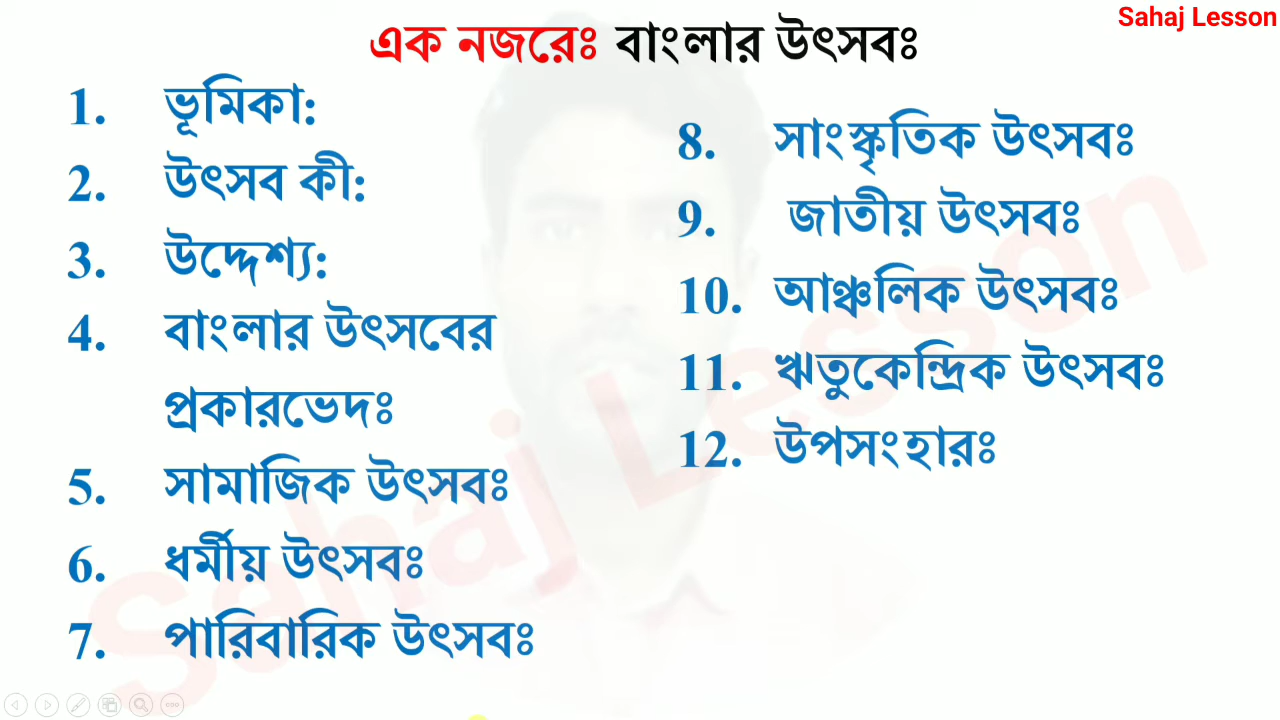 Sahaj Lesson
এক নজরেঃ বাংলার উৎসবঃ
1. ভূমিকা:
2. উৎসব কী:
3. উদ্দেশ্য:
4. বাংলার উৎসবের
প্রকারভেদঃ
5. সামাজিক উৎসবঃ
6. ধর্মীয় উৎসবঃ
7. পারিবারিক উৎসবঃ
8. সাংস্কৃতিক উৎসবঃ
9. জাতীয় উৎসবঃ
10. আঞ্চলিক উৎসবঃ
11. ঋতুকেন্দ্রিক উৎসবঃ
12. উপসংহারঃ
Sehaj Lesson